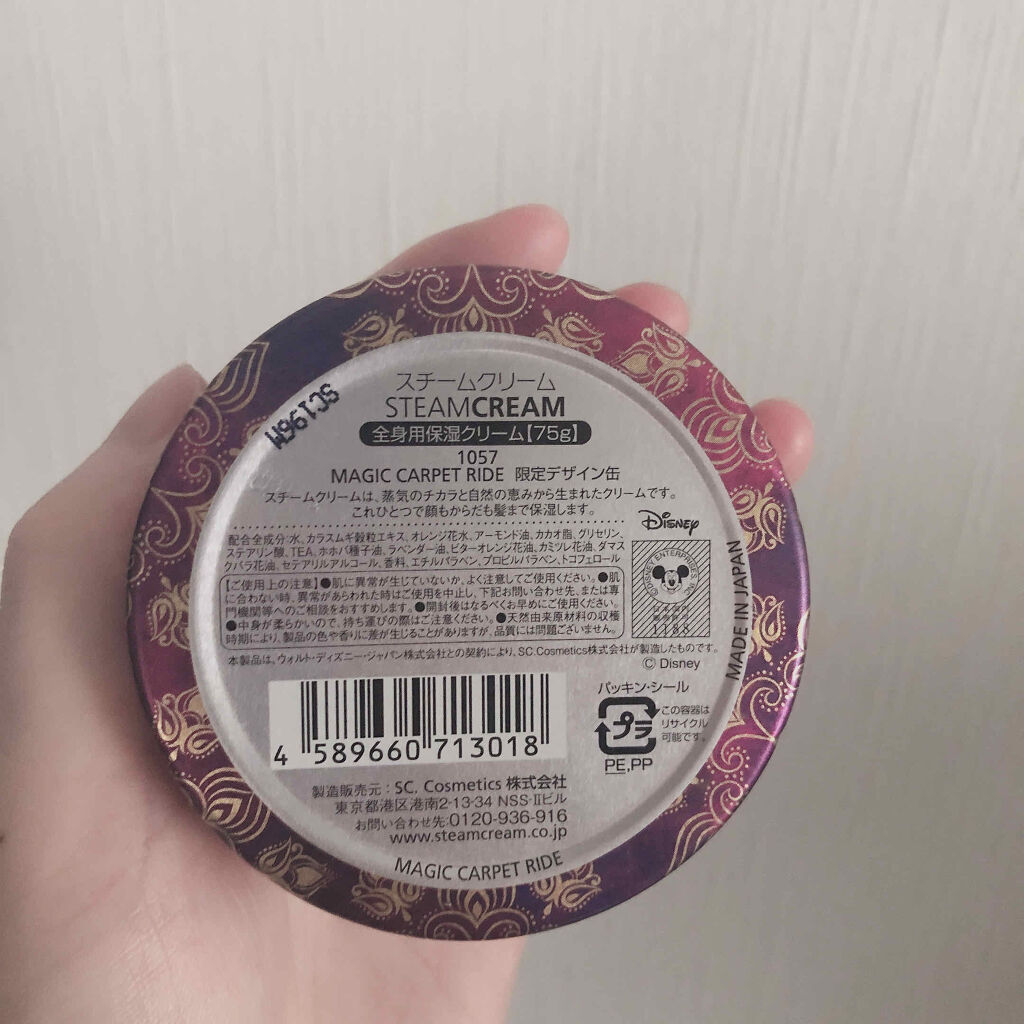 SC196H
スチームクリーム
STEAMCREAM
全身用保湿クリーム【75g】
1057
MAGIC CARPET RIDE 限定デザイン缶
スチームクリームは、蒸気のチカラと自然の恵みから生まれたクリームです。
これひとつで顔もからだも髪まで保湿します。
配合全成分:水、カラスムギ穀粒エキス、オレンジ花水、アーモンド油、カカオ脂、グリセリン、
ステアリン酸、TEA、ホホバ種子油、ラベンダー油、ビターオレンジ花油、カミツレ花油、ダマス
クバラ花油、セテアリルアルコール、香料、エチルパラベン、プロピルパラベン、トコフェロール
Disney
©DISNEY ENTERPRISES, INC.
1188
【ご使用上の注意】●肌に異常が生じていないか、よく注意してご使用ください。●肌
に合わない時、異常があらわれた時はご使用を中止し、下記お問い合わせ先、または専
門機関等へのご相談をおすすめします。●開封後はなるべくお早めにご使用ください。
●中身が柔らかいので、持ち運びの際はご注意ください。●天然由来原材料の収穫
時期により、製品の色や香りに差が生じることがありますが、品質には問題ございません。
本製品は、ウォルト・ディズニー・ジャパン株式会社との契約により、SC.Cosmetics株式会社が製造したものです。
© Disney
MADE IN JAPAN
4 589660 713018
パッキン・シール
プラ
この容器は
リサイクル
可能です。
PE,PP
製造販売元:SC. Cosmetics 株式会社
東京都港区港南2-13-34 NSS-IIビル
お問い合わせ先:0120-936-916
www.steamcream.co.jp
MAGIC CARPET RIDE